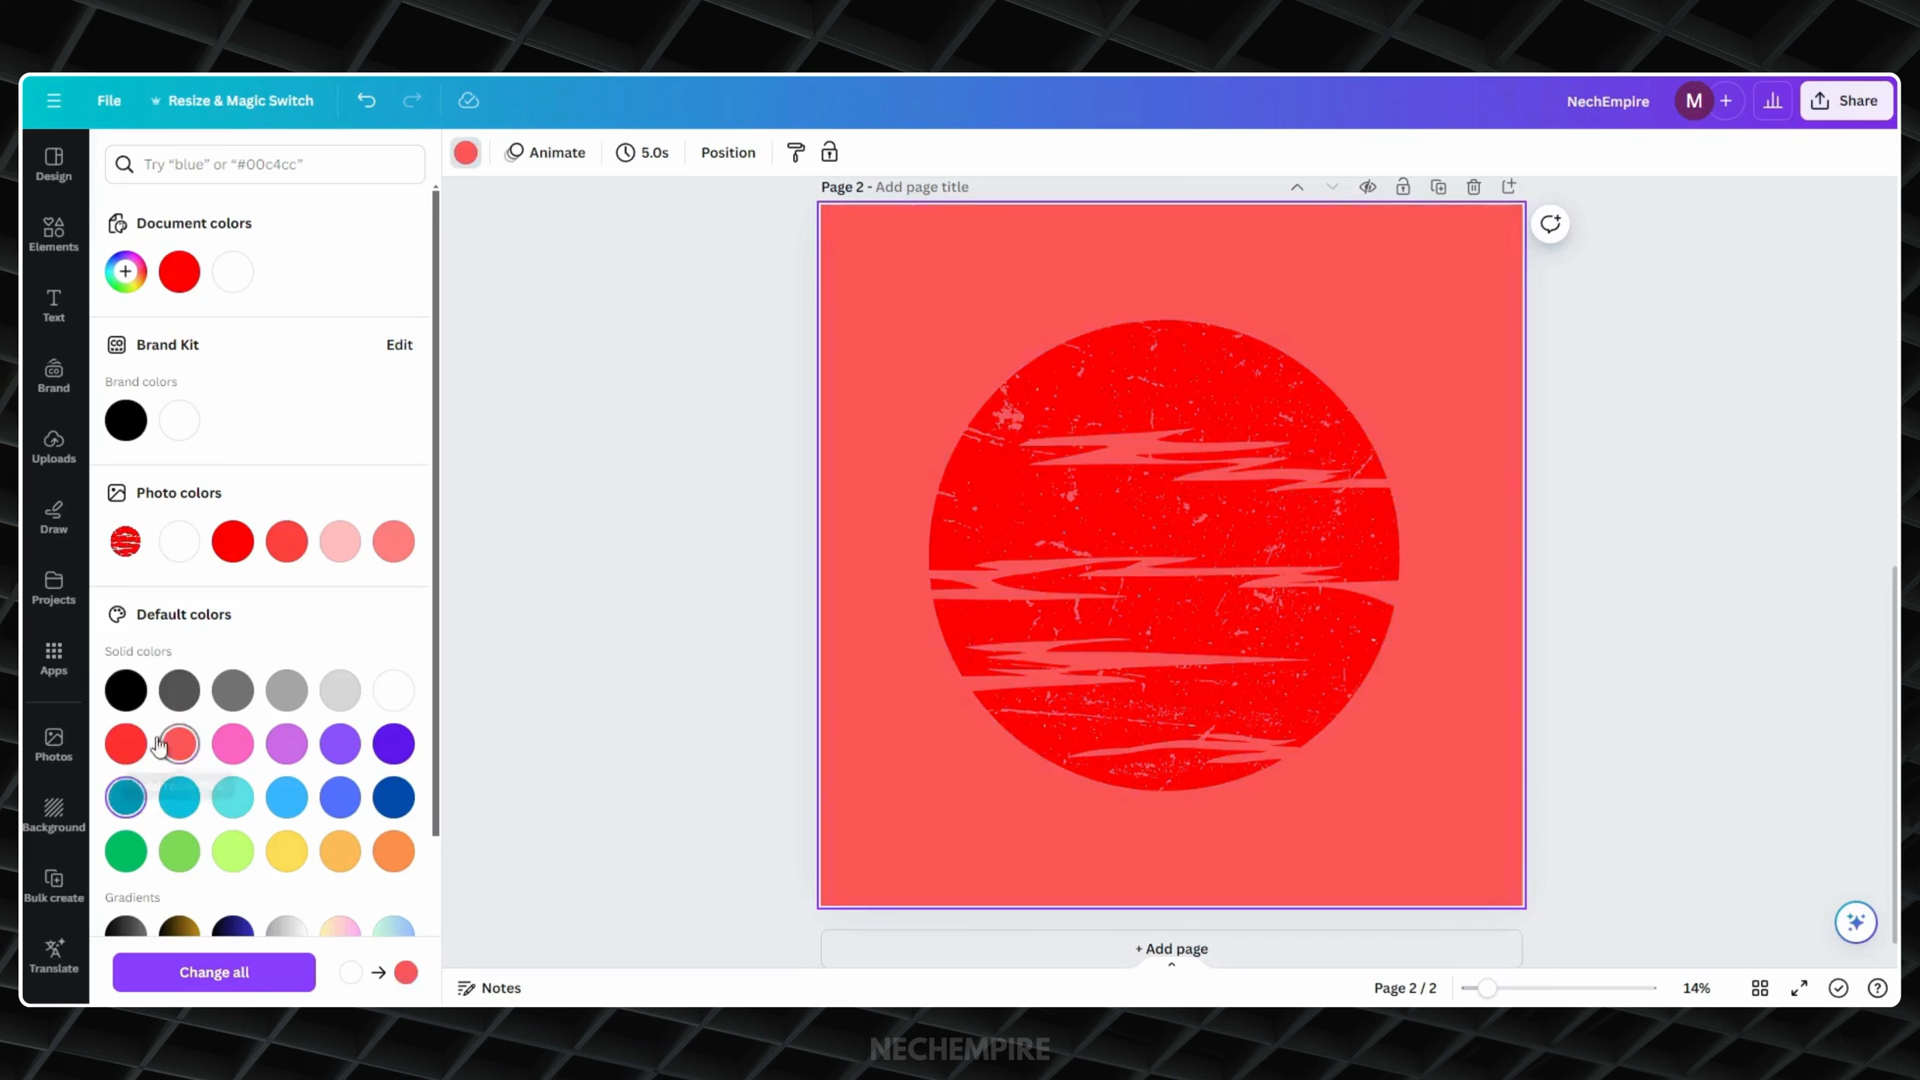 File
Resize & Magic Switch
NechEmpire
M
Share
Design
Elements
Text
Brand
Uploads
Draw
Projects
Apps
Photos
Background
Bulk create
Translate
Try “blue” or “#00c4cc”
Document colors
Brand Kit
Edit
Brand colors
Photo colors
Default colors
Solid colors
Gradients
Change all
Animate
5.0s
Position
Page 2 - Add page title
+ Add page
Notes
Page 2 / 2
14%
NECHEMPIRE